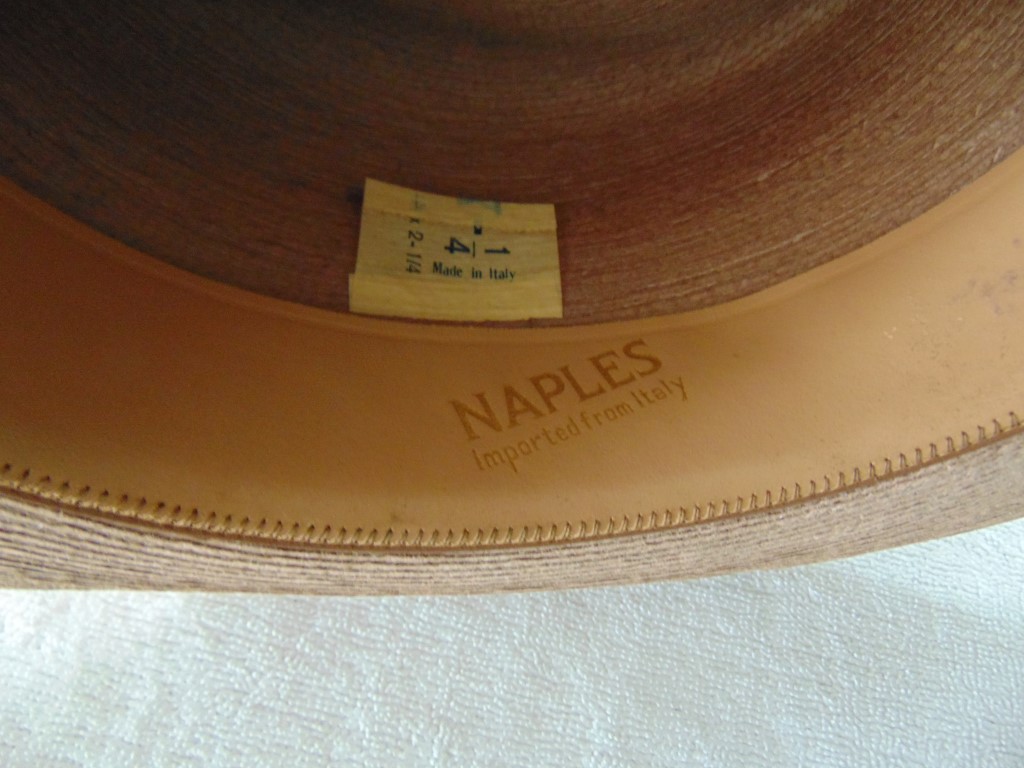 1
4
Made in Italy
x 2-1/4
NAPLES
Imported from Italy